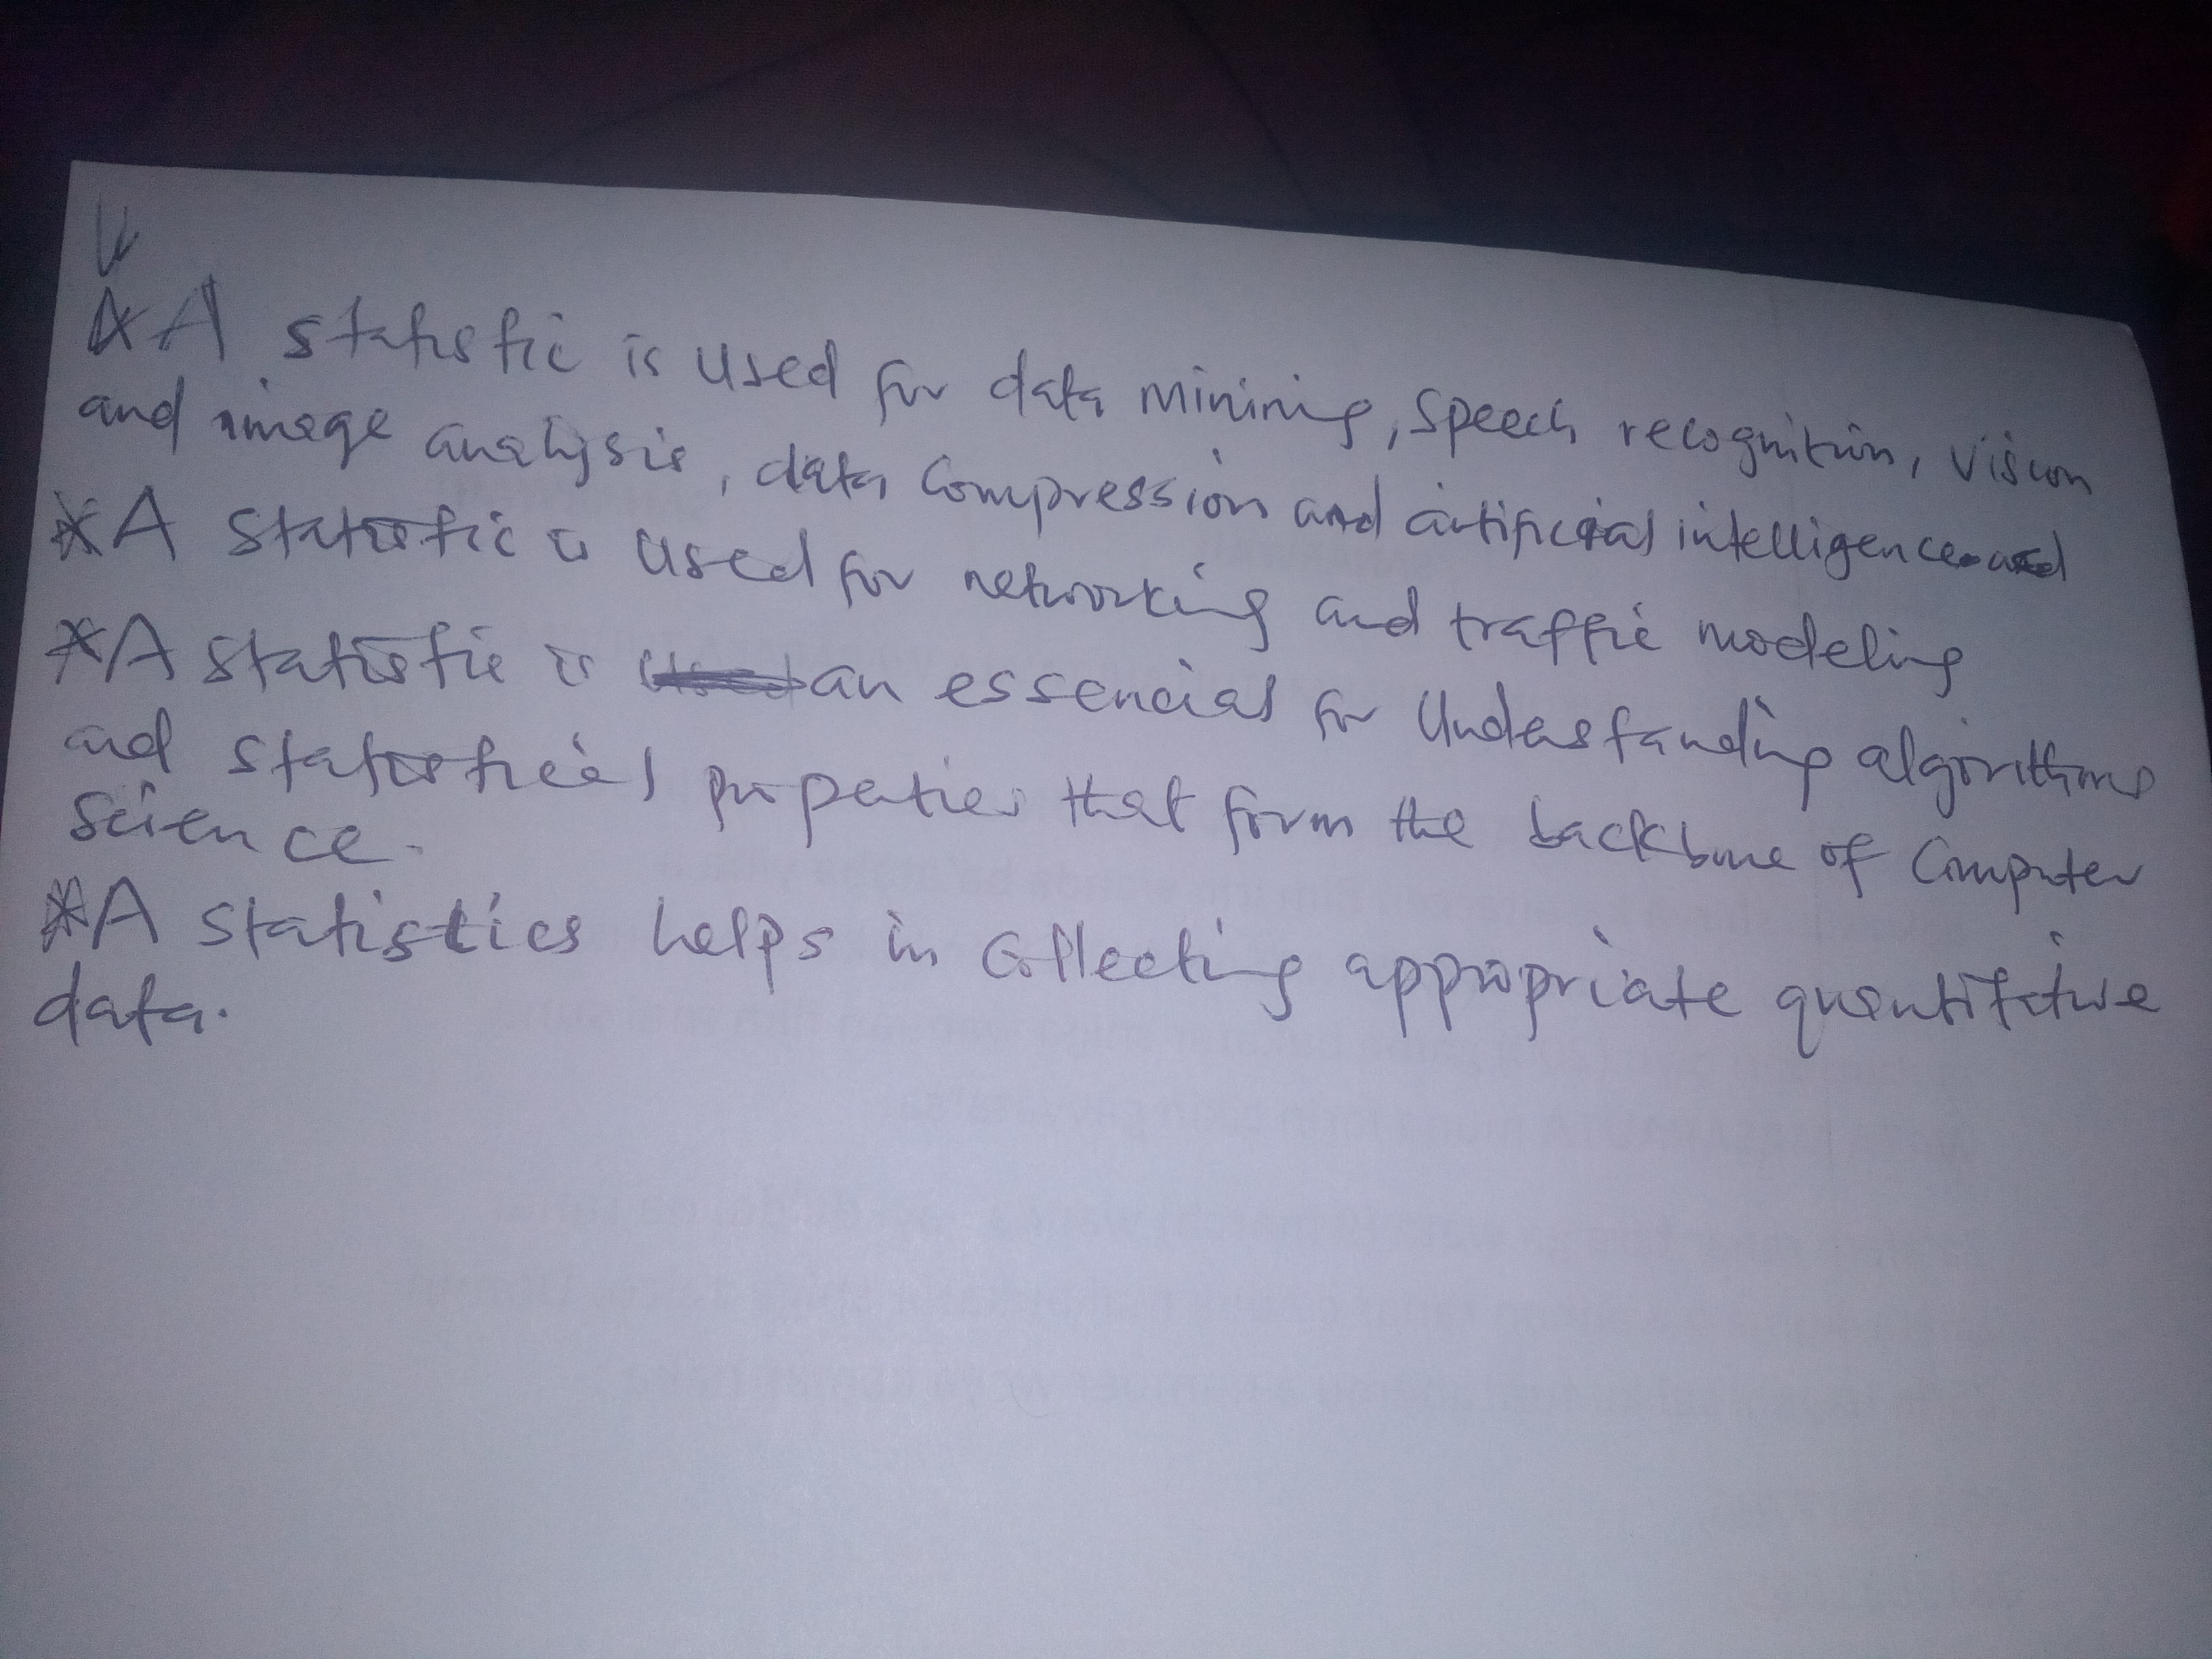 *A statistic is used for data mining, Speech recognition, vision
and image analysis, data Compression and artificial intelligence.
*A Statistic is used for networking and traffic modeling
*A Statistic is an essencial for Understanding algorithms
and statistical properties that form the backbone of Computer
Science.
*A statistics helps in Collecting appropriate quantitative
data.